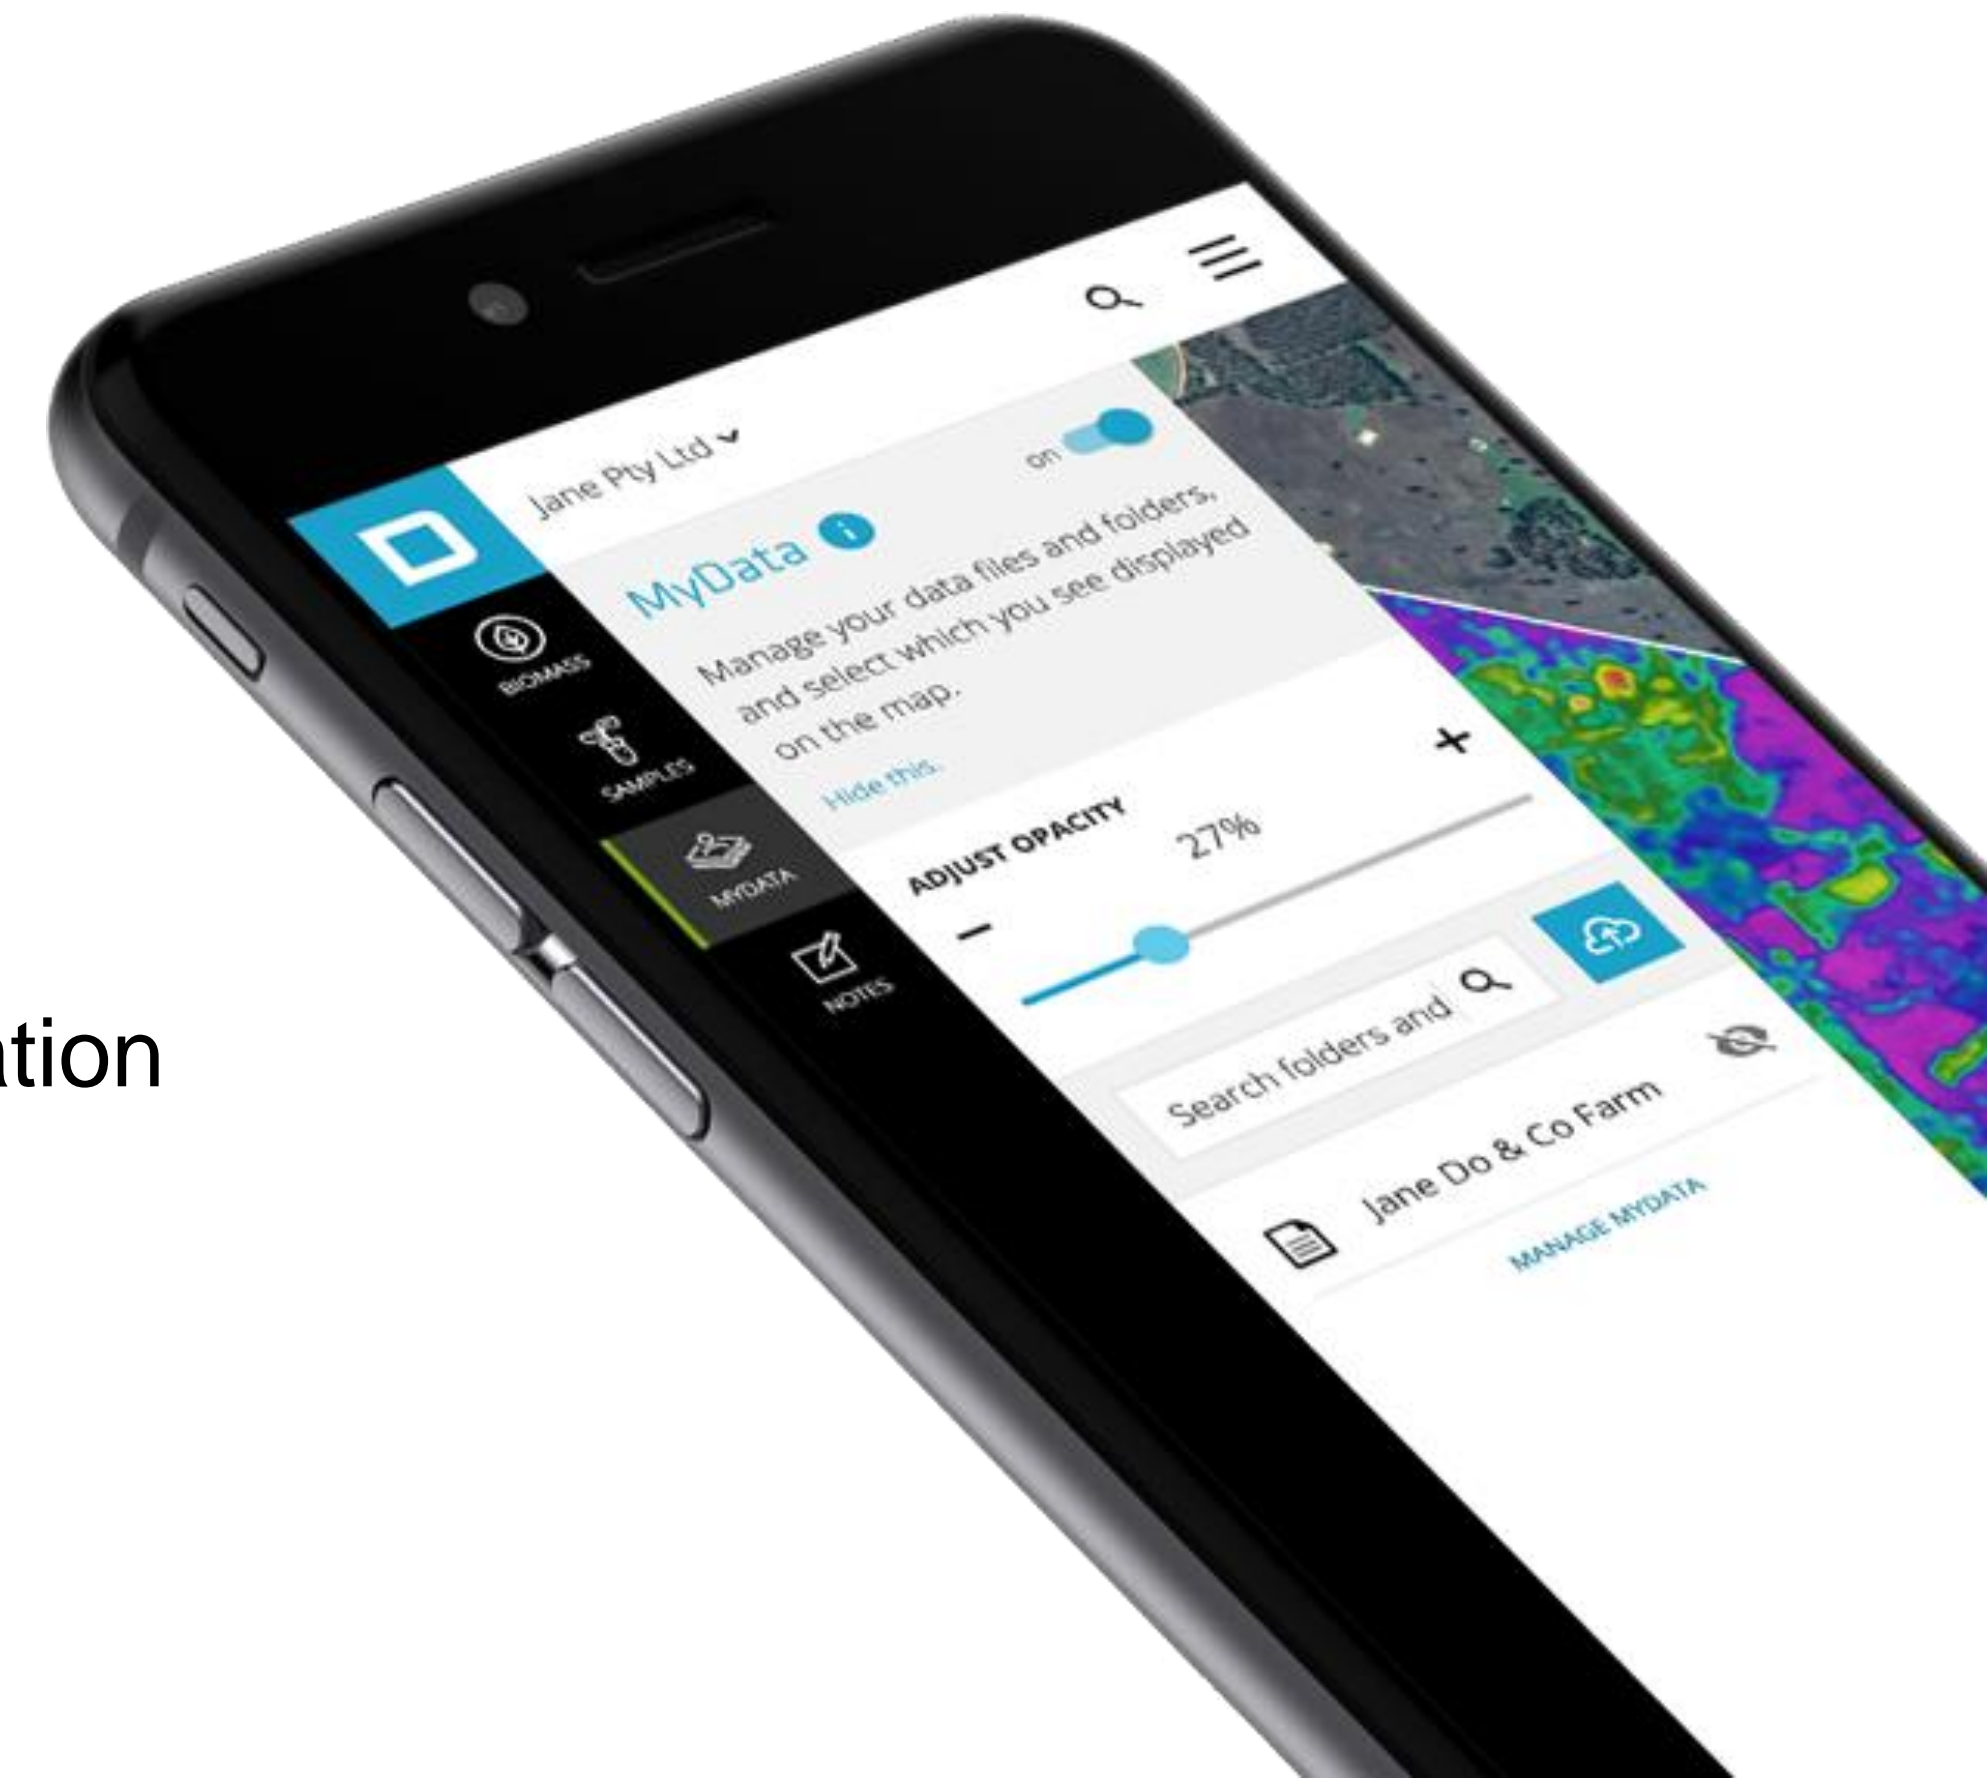 Jane Pty Ltd
on
MyData i
Manage your data files and folders,
and select which you see displayed
on the map.
Hide this.
BIOMASS
SAMPLES
MYDATA
NOTES
ADJUST OPACITY 27%
− +
Search folders and
Jane Do & Co Farm
MANAGE MYDATA
ation